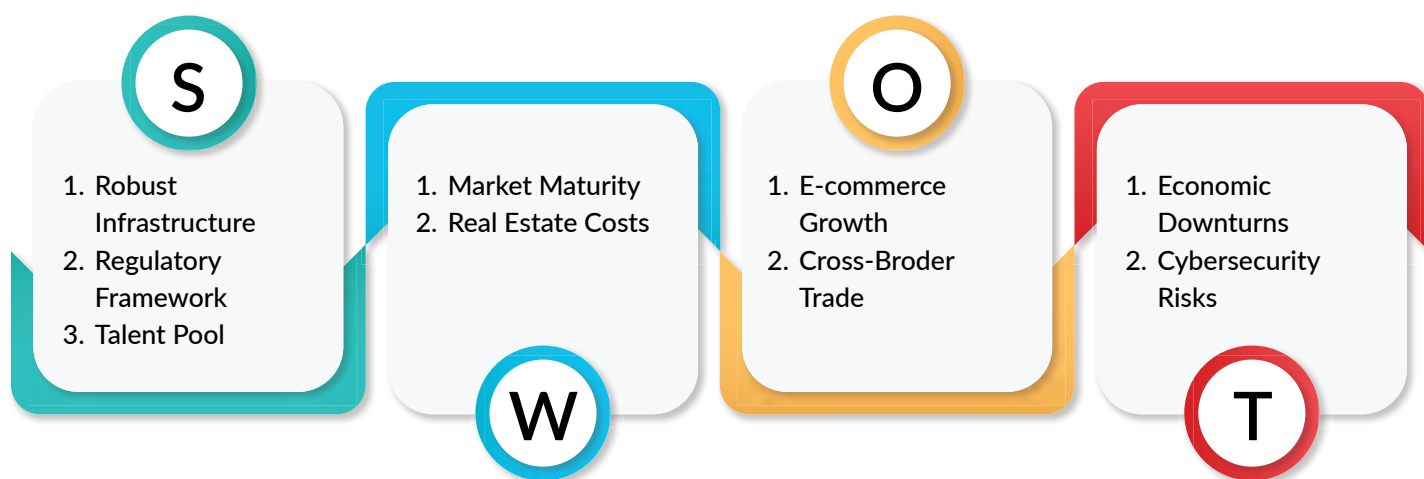 S
1. Robust
Infrastructure
2. Regulatory
Framework
3. Talent Pool
1. Market Maturity
2. Real Estate Costs
W
O
1. E-commerce
Growth
2. Cross-Broder
Trade
1. Economic
Downturns
2. Cybersecurity
Risks
T